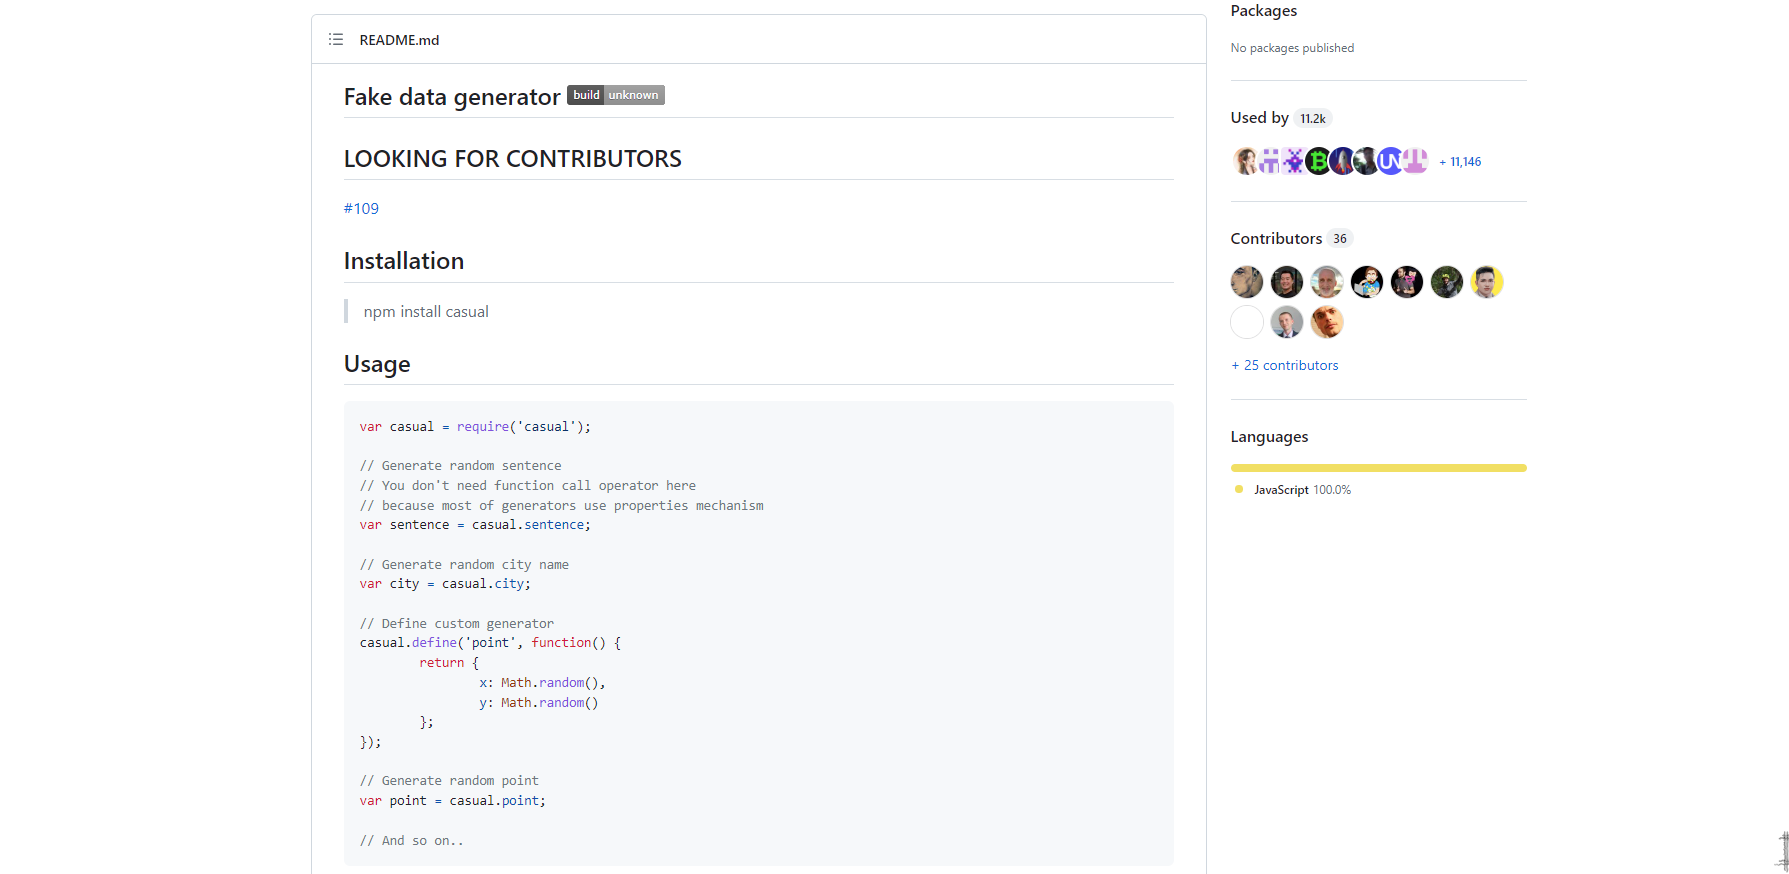 README.md
Fake data generator build unknown
LOOKING FOR CONTRIBUTORS
#109
Installation
npm install casual
Usage
var casual = require('casual');
// Generate random sentence
// You don't need function call operator here
// because most of generators use properties mechanism
var sentence = casual.sentence;
// Generate random city name
var city = casual.city;
// Define custom generator
casual.define('point', function() {
return {
x: Math.random(),
y: Math.random()
};
});
// Generate random point
var point = casual.point;
// And so on..
Packages
No packages published
Used by 11.2k
UN
+ 11,146
Contributors 36
+ 25 contributors
Languages
JavaScript 100.0%